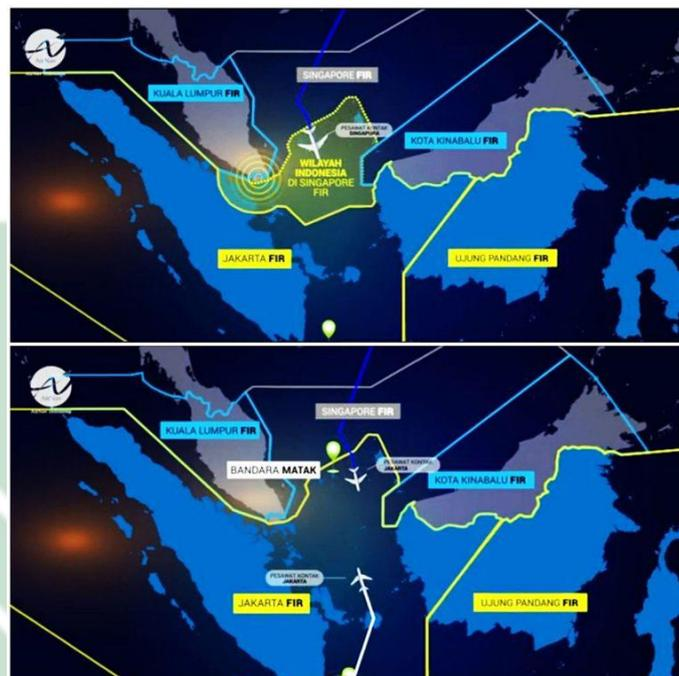 SINGAPORE FIR
KUALA LUMPUR FIR
PESAWAT KONTAK
SINGAPURA
KOTA KINABALU FIR
WILAYAH
INDONESIA
DI SINGAPORE
FIR
JAKARTA FIR
UJUNG PANDANG FIR
SINGAPORE FIR
KUALA LUMPUR FIR
BANDARA MATAK
PESAWAT KONTAK
JAKARTA
KOTA KINABALU FIR
PESAWAT KONTAK
JAKARTA
JAKARTA FIR
UJUNG PANDANG FIR